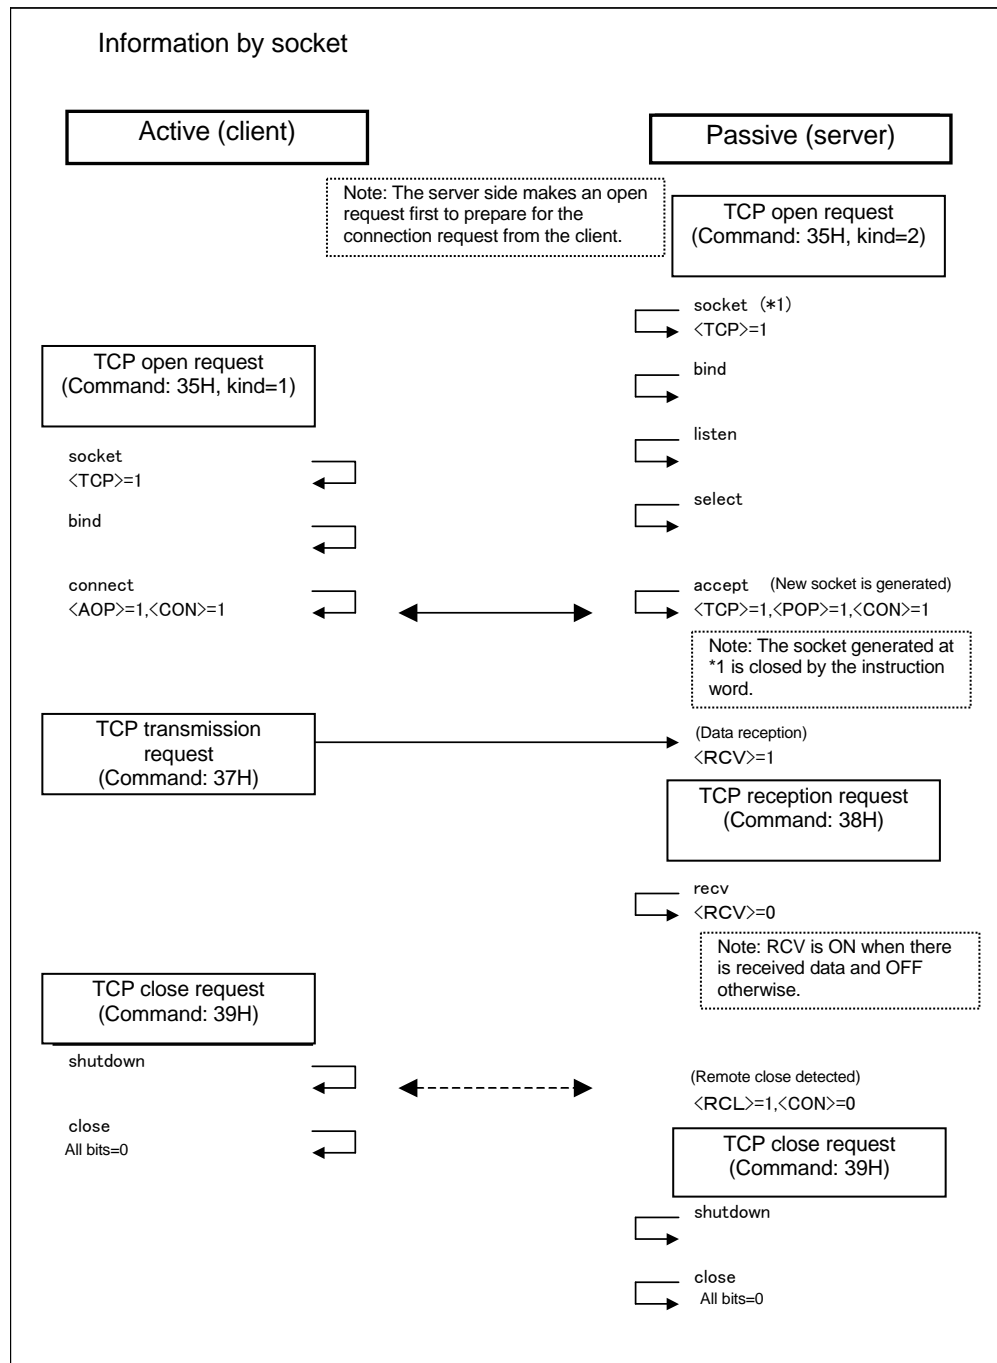 Information by socket
Active (client)
Passive (server)
Note: The server side makes an open
request first to prepare for the
connection request from the client.
TCP open request
(Command: 35H, kind=2)
socket (*1)
<TCP>=1
TCP open request
(Command: 35H, kind=1)
bind
listen
socket
<TCP>=1
select
bind
connect
<AOP>=1,<CON>=1
accept (New socket is generated)
<TCP>=1,<POP>=1,<CON>=1
Note: The socket generated at
*1 is closed by the instruction
word.
TCP transmission
request
(Command: 37H)
(Data reception)
<RCV>=1
TCP reception request
(Command: 38H)
recv
<RCV>=0
Note: RCV is ON when there
is received data and OFF
otherwise.
TCP close request
(Command: 39H)
shutdown
(Remote close detected)
<RCL>=1,<CON>=0
close
All bits=0
TCP close request
(Command: 39H)
shutdown
close
All bits=0